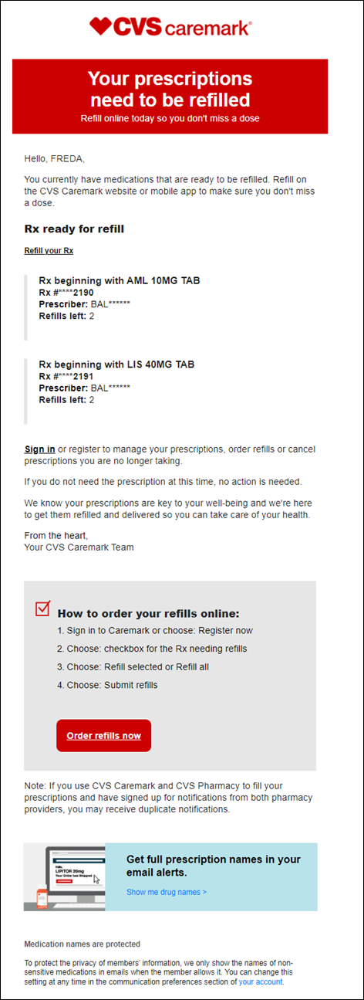 CVS caremark®
Your prescriptions
need to be refilled
Refill online today so you don't miss a dose
Hello, FREDA,
You currently have medications that are ready to be refilled. Refill on
the CVS Caremark website or mobile app to make sure you don't miss
a dose.
Rx ready for refill
Refill your Rx
Rx beginning with AML 10MG TAB
Rx #****2190
Prescriber: BAL******
Refills left: 2
Rx beginning with LIS 40MG TAB
Rx #****2191
Prescriber: BAL******
Refills left: 2
Sign in or register to manage your prescriptions, order refills or cancel
prescriptions you are no longer taking.
If you do not need the prescription at this time, no action is needed.
We know your prescriptions are key to your well-being and we're here
to get them refilled and delivered so you can take care of your health.
From the heart,
Your CVS Caremark Team
How to order your refills online:
1. Sign in to Caremark or choose: Register now
2. Choose: checkbox for the Rx needing refills
3. Choose: Refill selected or Refill all
4. Choose: Submit refills
Order refills now
Note: If you use CVS Caremark and CVS Pharmacy to fill your
prescriptions and have signed up for notifications from both pharmacy
providers, you may receive duplicate notifications.
Hello,
LIPITOR 20mg
Your Order has Shipped
Get full prescription names in your
email alerts.
Show me drug names >
Medication names are protected
To protect the privacy of members' information, we only show the names of non-
sensitive medications in emails when the member allows it. You can change this
setting at any time in the communication preferences section of your account.